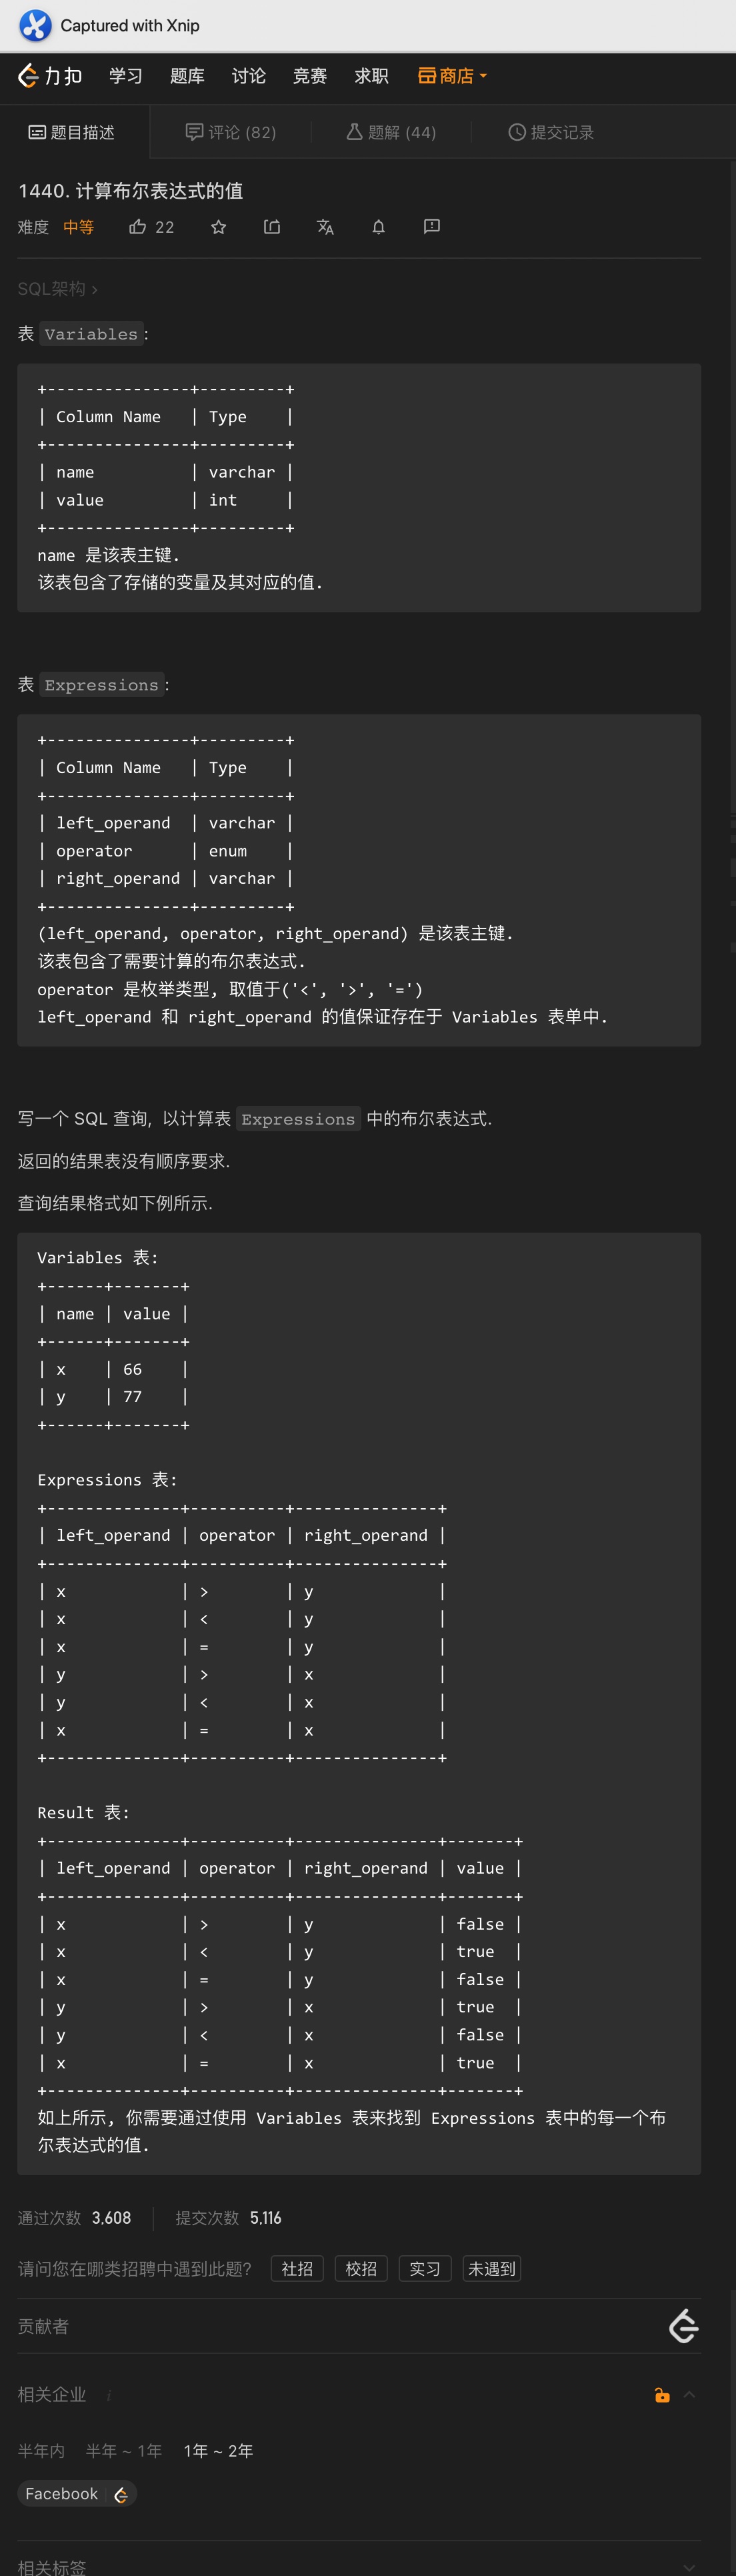 Captured with Xnip
力扣 学习 题库 讨论 竞赛 求职 商店
题目描述 评论 (82) 题解 (44) 提交记录
1440. 计算布尔表达式的值
难度 中等 22
SQL架构 ›
表 Variables:
+---------------+---------+
| Column Name   | Type    |
+---------------+---------+
| name          | varchar |
| value         | int     |
+---------------+---------+
name 是该表主键.
该表包含了存储的变量及其对应的值.
表 Expressions:
+---------------+---------+
| Column Name   | Type    |
+---------------+---------+
| left_operand  | varchar |
| operator      | enum    |
| right_operand | varchar |
+---------------+---------+
(left_operand, operator, right_operand) 是该表主键.
该表包含了需要计算的布尔表达式.
operator 是枚举类型, 取值于('<', '>', '=')
left_operand 和 right_operand 的值保证存在于 Variables 表单中.
写一个 SQL 查询, 以计算表 Expressions 中的布尔表达式.
返回的结果表没有顺序要求.
查询结果格式如下例所示.
Variables 表:
+------+-------+
| name | value |
+------+-------+
| x    | 66    |
| y    | 77    |
+------+-------+
Expressions 表:
+--------------+----------+---------------+
| left_operand | operator | right_operand |
+--------------+----------+---------------+
| x            | >        | y             |
| x            | <        | y             |
| x            | =        | y             |
| y            | >        | x             |
| y            | <        | x             |
| x            | =        | x             |
+--------------+----------+---------------+
Result 表:
+--------------+----------+---------------+-------+
| left_operand | operator | right_operand | value |
+--------------+----------+---------------+-------+
| x            | >        | y             | false |
| x            | <        | y             | true  |
| x            | =        | y             | false |
| y            | >        | x             | true  |
| y            | <        | x             | false |
| x            | =        | x             | true  |
+--------------+----------+---------------+-------+
如上所示, 你需要通过使用 Variables 表来找到 Expressions 表中的每一个布
尔表达式的值.
通过次数 3,608 提交次数 5,116
请问您在哪类招聘中遇到此题? 社招 校招 实习 未遇到
贡献者
相关企业 i
半年内 半年 ~ 1年 1年 ~ 2年
Facebook
相关标签